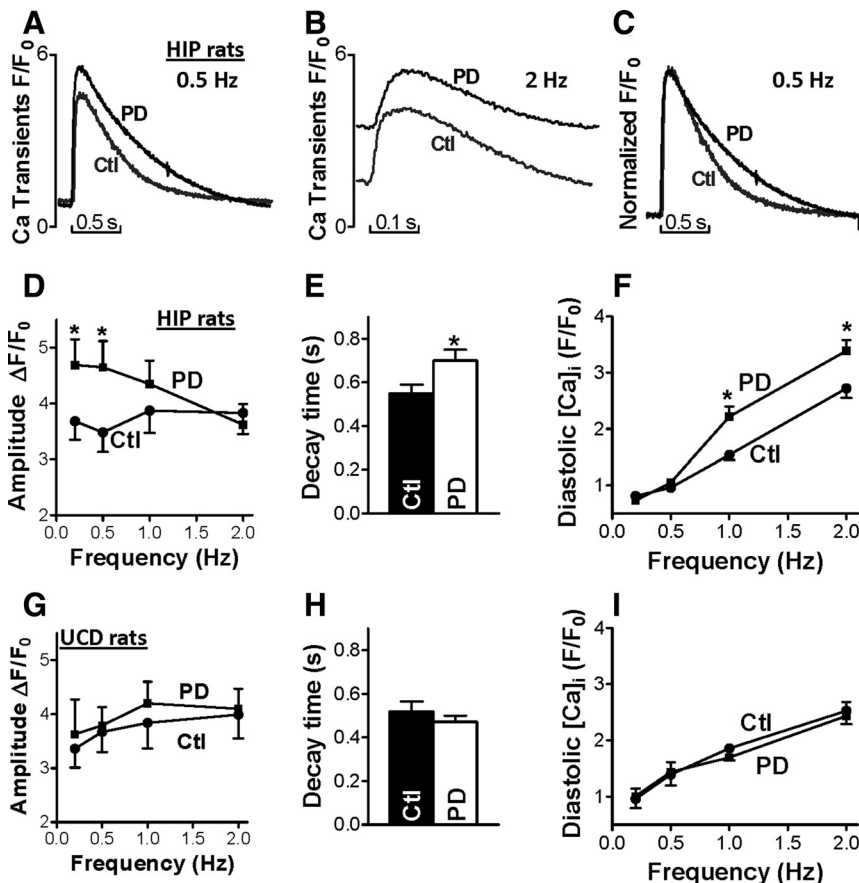 A
HIP rats
0.5 Hz
Ca Transients F/F0
6
0
PD
Ctl
0.5 s
B
2 Hz
Ca Transients F/F0
6
0
PD
Ctl
0.1 s
C
0.5 Hz
Normalized F/F0
PD
Ctl
0.5 s
D
HIP rats
Amplitude ΔF/F0
5
4
3
2
* *
PD
Ctl
0.0 0.5 1.0 1.5 2.0
Frequency (Hz)
E
Decay time (s)
0.8
0.6
0.4
0.2
0.0
*
Ctl
PD
F
Diastolic [Ca]i (F/F0)
4
3
2
1
* *
PD
Ctl
0.0 0.5 1.0 1.5 2.0
Frequency (Hz)
G
UCD rats
Amplitude ΔF/F0
5
4
3
2
PD
Ctl
0.0 0.5 1.0 1.5 2.0
Frequency (Hz)
H
Decay time (s)
0.8
0.6
0.4
0.2
0.0
Ctl
PD
I
Diastolic [Ca]i (F/F0)
4
3
2
1
Ctl
PD
0.0 0.5 1.0 1.5 2.0
Frequency (Hz)